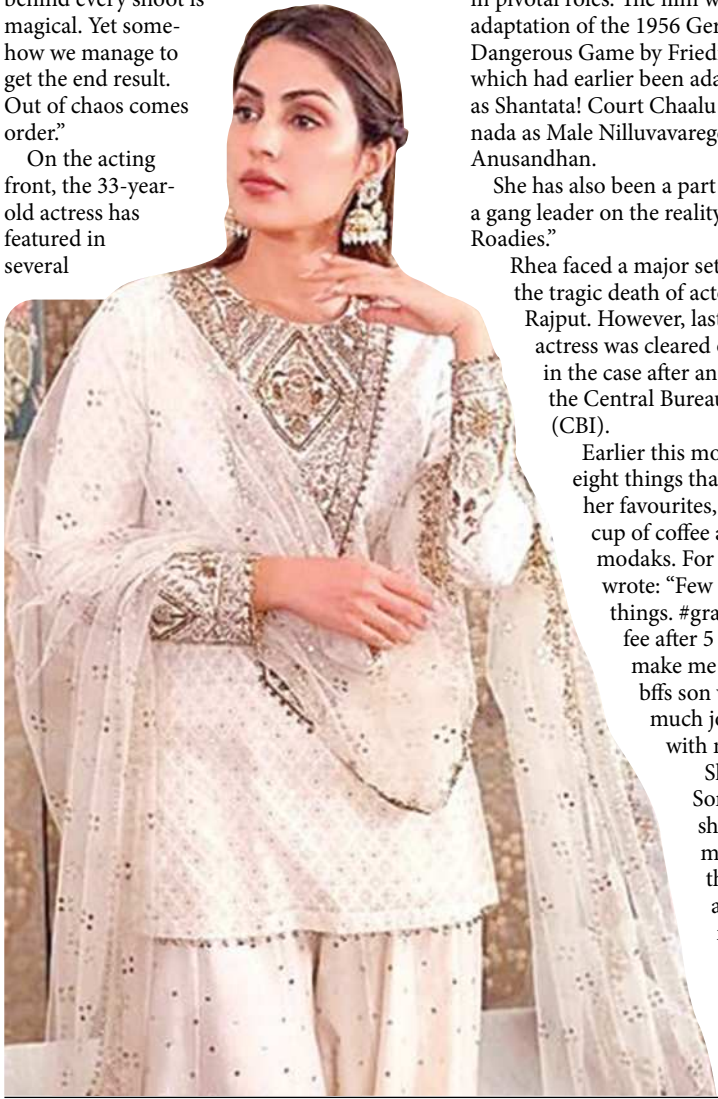 behind every shoot is
magical. Yet some-
how we manage to
get the end result.
Out of chaos comes
order.”
On the acting
front, the 33-year-
old actress has
featured in
several
in pivotal roles. The film w
adaptation of the 1956 Ger
Dangerous Game by Fried
which had earlier been ada
as Shantata! Court Chaalu
nada as Male Nilluvavareg
Anusandhan.
She has also been a part
a gang leader on the reality
Roadies.”
Rhea faced a major set
the tragic death of acto
Rajput. However, last
actress was cleared
in the case after an
the Central Bureau
(CBI).
Earlier this mo
eight things tha
her favourites,
cup of coffee a
modaks. For
wrote: “Few
things. #gra
fee after 5
make me
bffs son
much jo
with
Sh
Son
sh
m
th
a